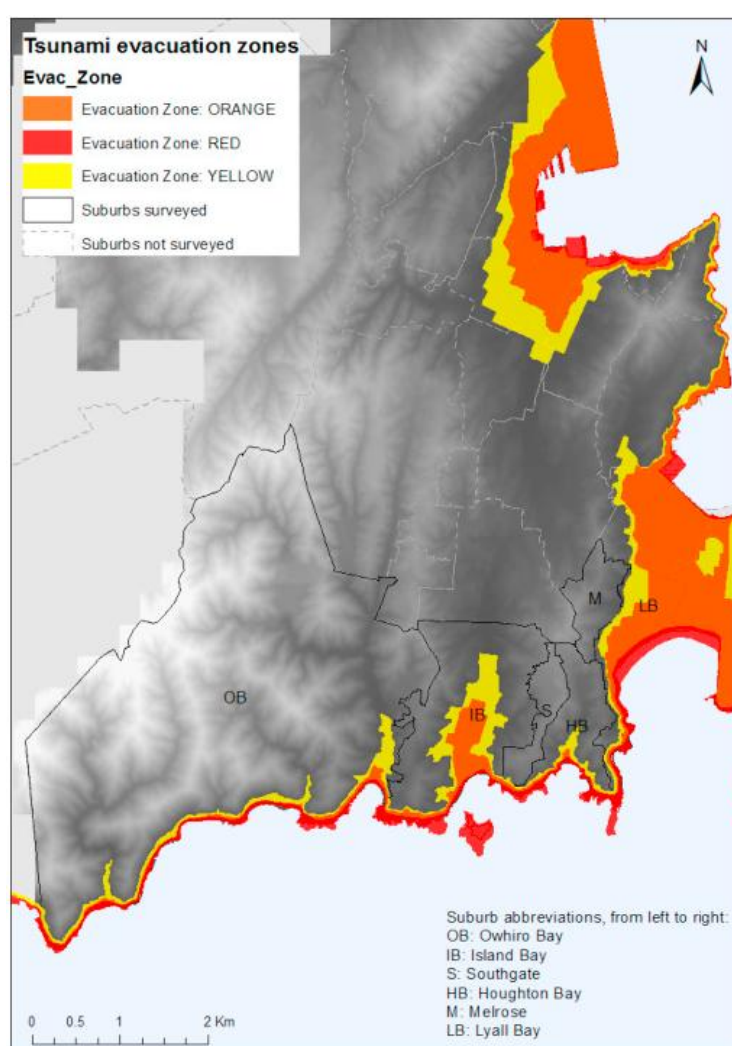 Tsunami evacuation zones
Evac_Zone
Evacuation Zone: ORANGE
Evacuation Zone: RED
Evacuation Zone: YELLOW
Suburbs surveyed
Suburbs not surveyed
N
M
LB
OB
IB
S
HB
Suburb abbreviations, from left to right:
OB: Owhiro Bay
IB: Island Bay
S: Southgate
HB: Houghton Bay
M: Melrose
LB: Lyall Bay
0 0.5 1 2 Km